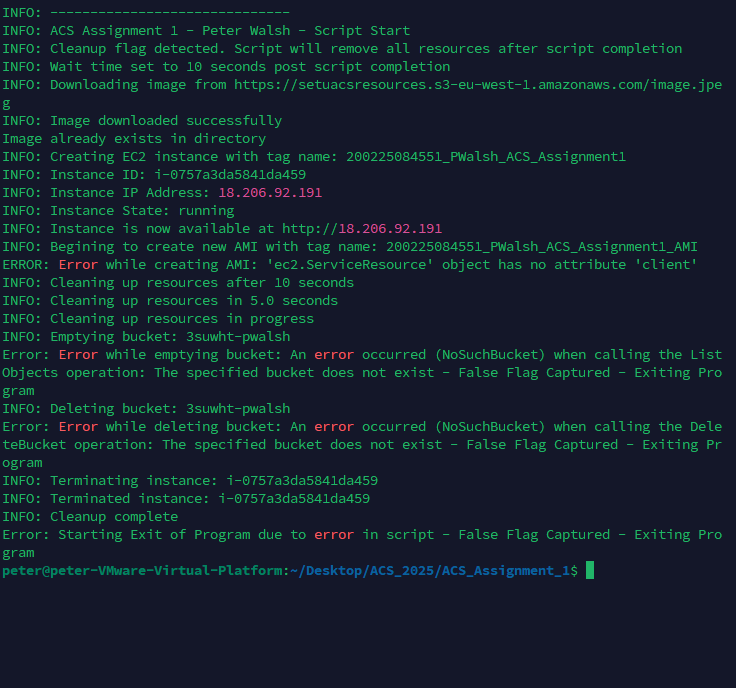 INFO: ------------------------------
INFO: ACS Assignment 1 - Peter Walsh - Script Start
INFO: Cleanup flag detected. Script will remove all resources after script completion
INFO: Wait time set to 10 seconds post script completion
INFO: Downloading image from https://setuacsresources.s3-eu-west-1.amazonaws.com/image.jpe
g
INFO: Image downloaded successfully
Image already exists in directory
INFO: Creating EC2 instance with tag name: 200225084551_PWalsh_ACS_Assignment1
INFO: Instance ID: i-0757a3da5841da459
INFO: Instance IP Address: 18.206.92.191
INFO: Instance State: running
INFO: Instance is now available at http://18.206.92.191
INFO: Begining to create new AMI with tag name: 200225084551_PWalsh_ACS_Assignment1_AMI
ERROR: Error while creating AMI: 'ec2.ServiceResource' object has no attribute 'client'
INFO: Cleaning up resources after 10 seconds
INFO: Cleaning up resources in 5.0 seconds
INFO: Cleaning up resources in progress
INFO: Emptying bucket: 3suwht-pwalsh
Error: Error while emptying bucket: An error occurred (NoSuchBucket) when calling the List
Objects operation: The specified bucket does not exist - False Flag Captured - Exiting Pro
gram
INFO: Deleting bucket: 3suwht-pwalsh
Error: Error while deleting bucket: An error occurred (NoSuchBucket) when calling the Dele
teBucket operation: The specified bucket does not exist - False Flag Captured - Exiting Pr
ogram
INFO: Terminating instance: i-0757a3da5841da459
INFO: Terminated instance: i-0757a3da5841da459
INFO: Cleanup complete
Error: Starting Exit of Program due to error in script - False Flag Captured - Exiting Pro
gram
peter@peter-VMware-Virtual-Platform:~/Desktop/ACS_2025/ACS_Assignment_1$